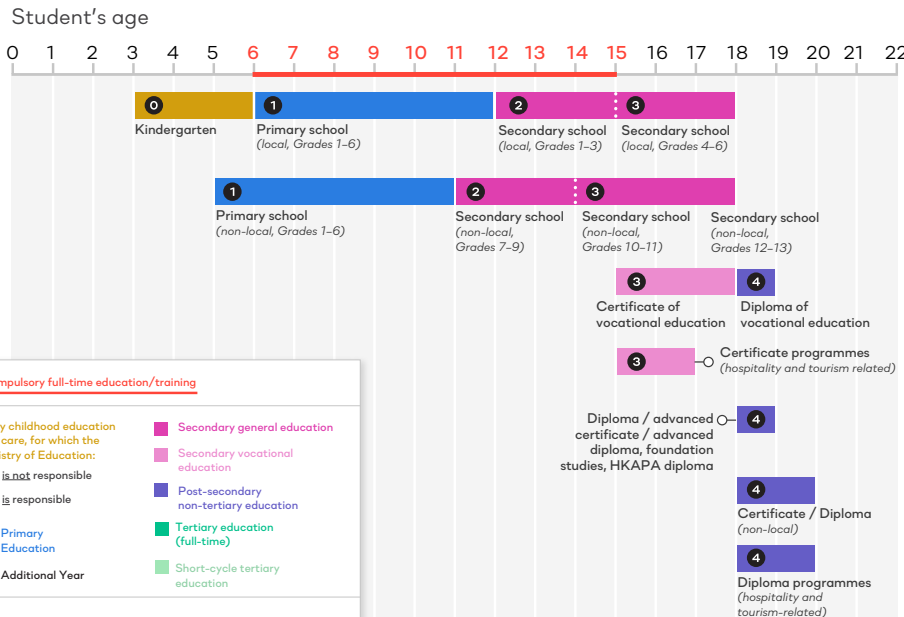 Student's age
0 1 2 3 4 5 6 7 8 9 10 11 12 13 14 15 16 17 18 19 20 21 22
0 1 2 3
Kindergarten
Primary school
(local, Grades 1–6)
Secondary school
(local, Grades 1–3)
Secondary school
(local, Grades 4–6)
1 2 3
Primary school
(non-local, Grades 1–6)
Secondary school
(non-local,
Grades 7–9)
Secondary school
(non-local,
Grades 10–11)
Secondary school
(non-local,
Grades 12–13)
3 4
Certificate of
vocational education
Diploma of
vocational education
3
Certificate programmes
(hospitality and tourism related)
4
Diploma / advanced
certificate / advanced
diploma, foundation
studies, HKAPA diploma
4
Certificate / Diploma
(non-local)
4
Diploma programmes
(hospitality and
tourism-related)
mpulsory full-time education/training
y childhood education
care, for which the
istry of Education:
is not responsible
is responsible
Primary
Education
Additional Year
Secondary general education
Secondary vocational
education
Post-secondary
non-tertiary education
Tertiary education
(full-time)
Short-cycle tertiary
education